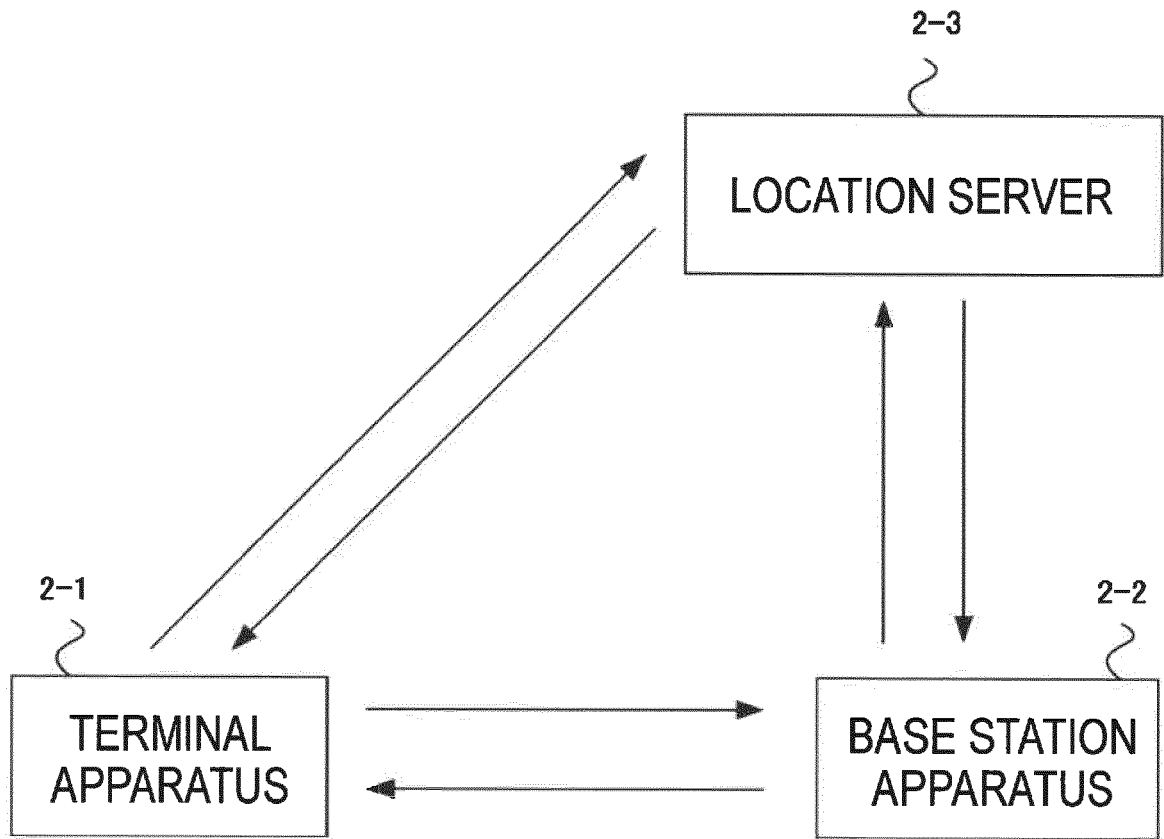 2-3
LOCATION SERVER
2-1
TERMINAL
APPARATUS
2-2
BASE STATION
APPARATUS